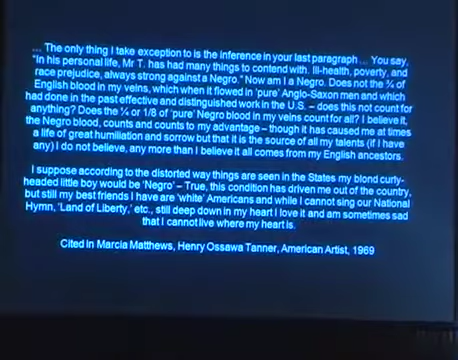 ... The only thing I take exception to is the inference in your last paragraph ... You say,
"In his personal life, Mr T. has had many things to contend with. Ill-health, poverty, and
race prejudice, always strong against a Negro." Now am I a Negro. Does not the ¾ of
English blood in my veins, which when it flowed in 'pure' Anglo-Saxon men and which
had done in the past effective and distinguished work in the U.S. – does this not count for
anything? Does the ¼ or 1/8 of 'pure' Negro blood in my veins count for all? I believe it,
the Negro blood, counts and counts to my advantage – though it has caused me at times
a life of great humiliation and sorrow but that it is the source of all my talents (if I have
any) I do not believe, any more than I believe it all comes from my English ancestors.
I suppose according to the distorted way things are seen in the States my blond curly-
headed little boy would be 'Negro' – True, this condition has driven me out of the country,
but still my best friends I have are 'white' Americans and while I cannot sing our National
Hymn, 'Land of Liberty,' etc., still deep down in my heart I love it and am sometimes sad
that I cannot live where my heart is.
Cited in Marcia Matthews, Henry Ossawa Tanner, American Artist, 1969